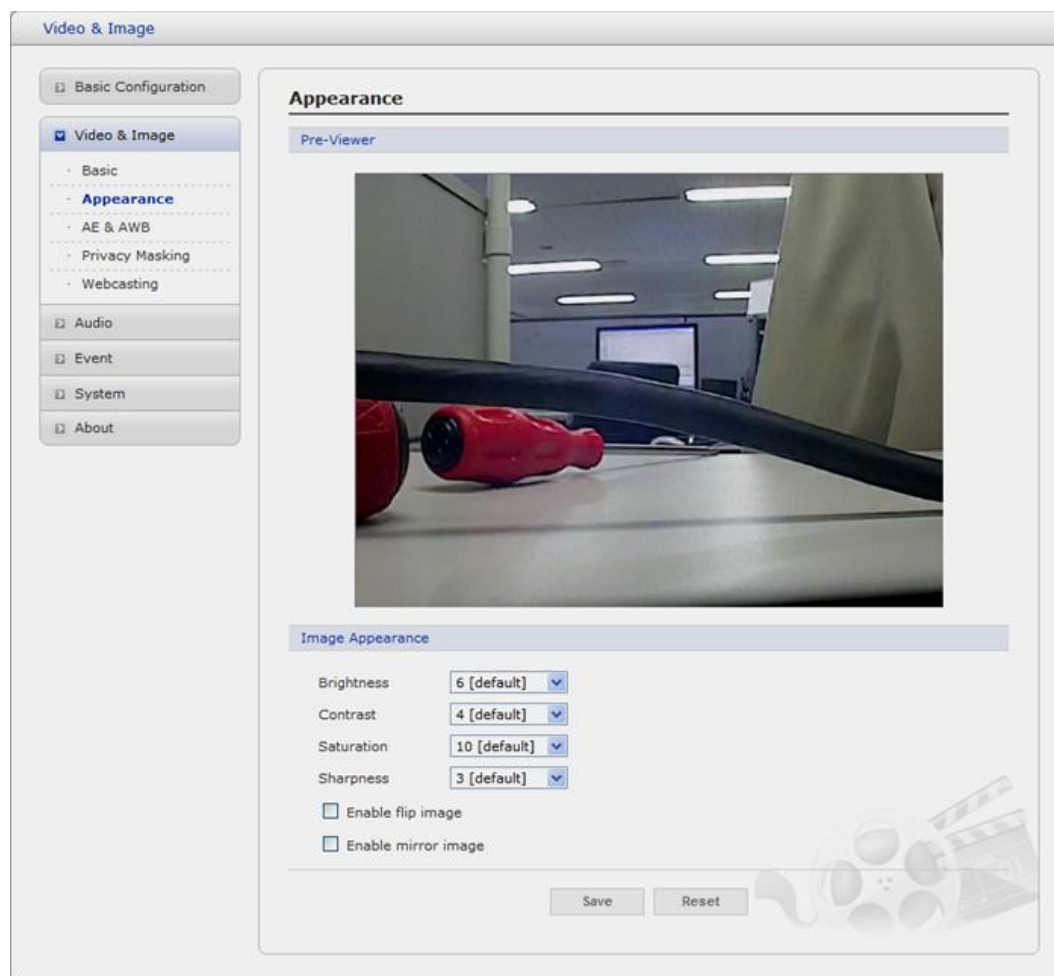 Video & Image
Basic Configuration
Video & Image
Basic
Appearance
AE & AWB
Privacy Masking
Webcasting
Audio
Event
System
About
Appearance
Pre-Viewer
Image Appearance
Brightness 6 [default]
Contrast 4 [default]
Saturation 10 [default]
Sharpness 3 [default]
Enable flip image
Enable mirror image
Save Reset